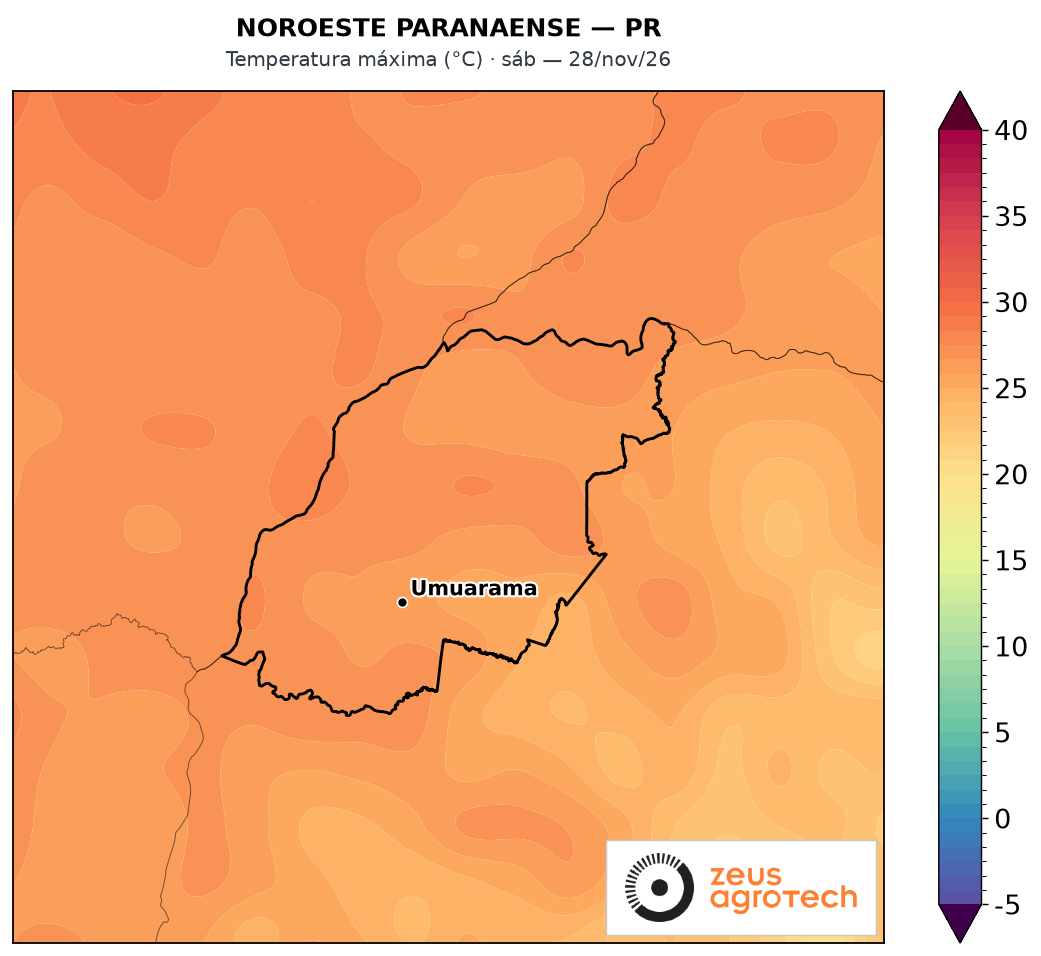 NOROESTE PARANAENSE — PR
Temperatura máxima (°C) · sáb — 28/nov/26
40
35
30
25
20
15
10
5
0
-5
Umuarama
zeus
agrotech